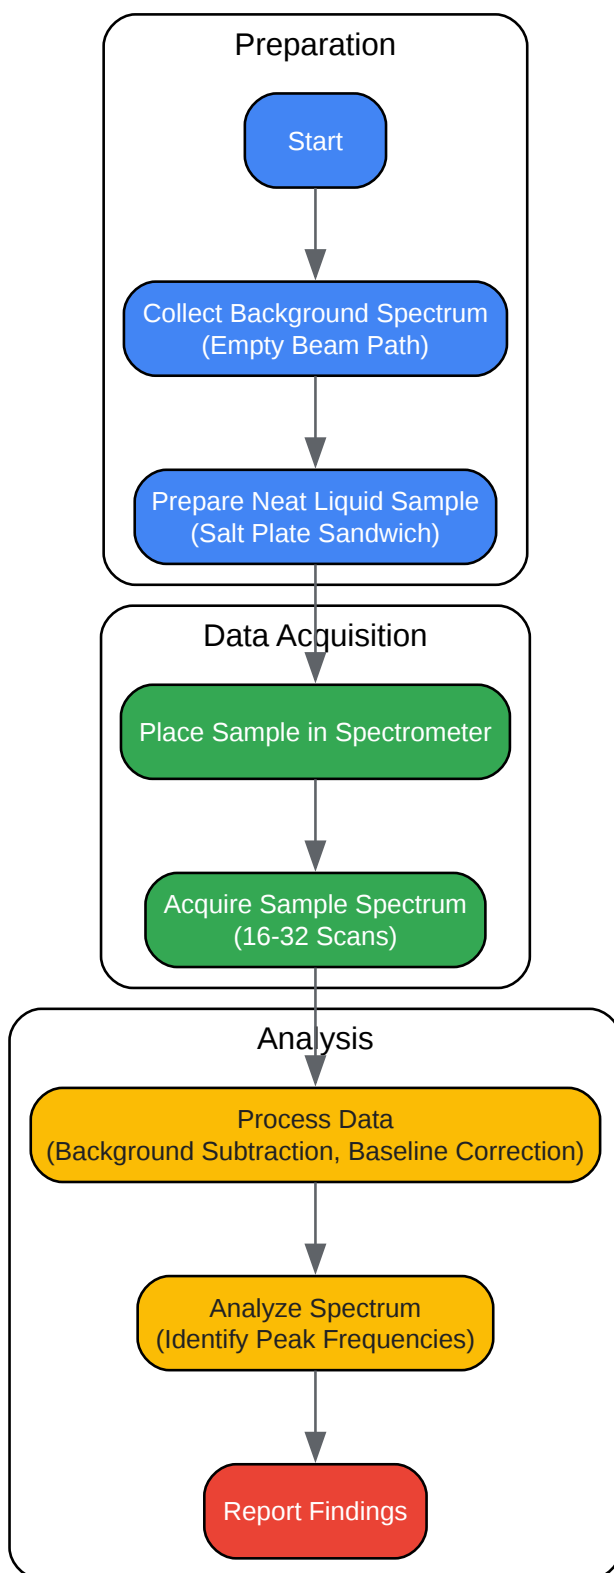 Preparation
Start
Collect Background Spectrum
(Empty Beam Path)
Prepare Neat Liquid Sample
(Salt Plate Sandwich)
Data Acquisition
Place Sample in Spectrometer
Acquire Sample Spectrum
(16-32 Scans)
Analysis
Process Data
(Background Subtraction, Baseline Correction)
Analyze Spectrum
(Identify Peak Frequencies)
Report Findings